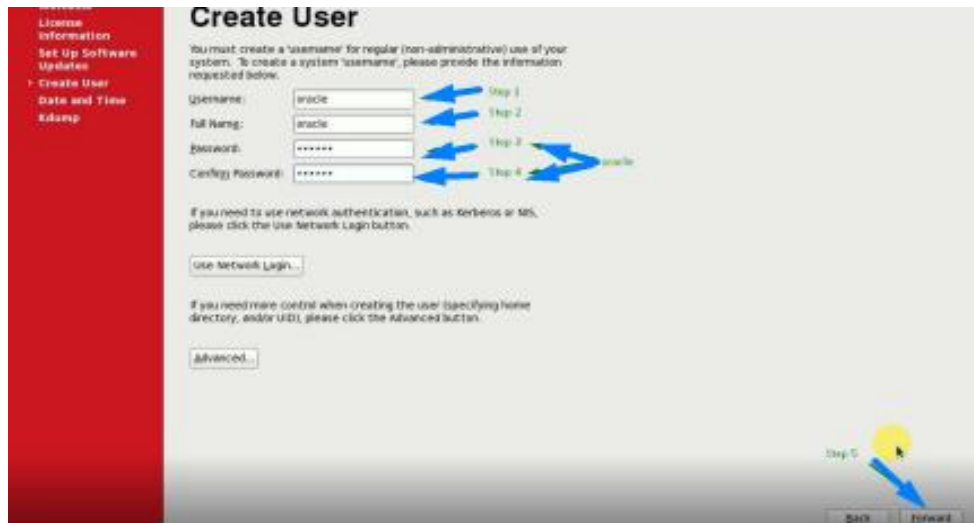 License
Information
Set Up Software
Updates
Create User
Date and Time
Kdump
Create User
You must create a 'username' for regular (non-administrative) use of your
system. To create a system 'username', please provide the information
requested below.
Username: oracle Step 1
Full Name: oracle Step 2
Password: •••••• Step 3
oracle
Confirm Password: •••••• Step 4
If you need to use network authentication, such as Kerberos or NIS,
please click the Use Network Login button.
Use Network Login...
If you need more control when creating the user (specifying home
directory, and/or UID), please click the Advanced button.
Advanced...
Step 5
Back Forward